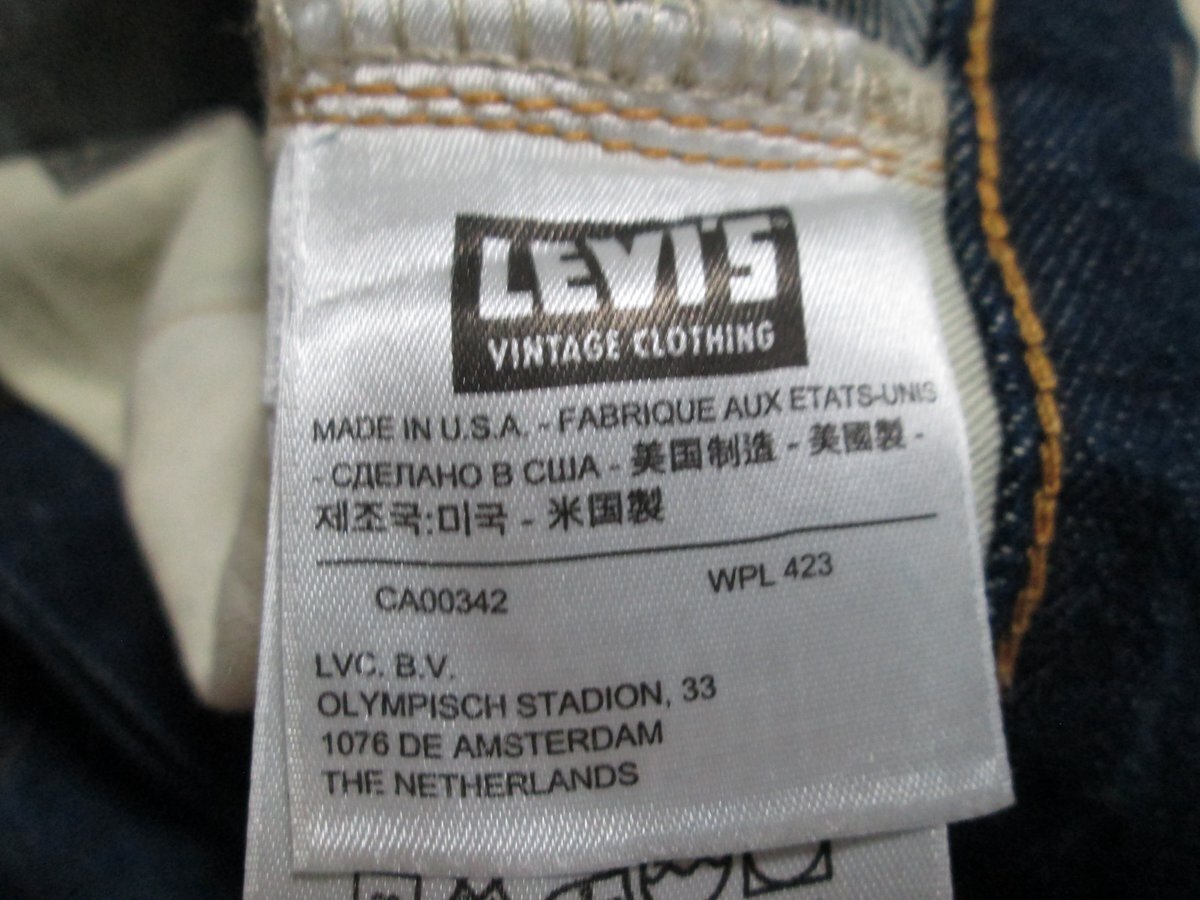 LEVI'S®
VINTAGE CLOTHING
MADE IN U.S.A. - FABRIQUE AUX ETATS-UNIS
- СДЕЛАНО В США - 美国制造 - 美國製 -
제조국:미국 - 米国製
CA00342 WPL 423
LVC. B.V.
OLYMPISCH STADION, 33
1076 DE AMSTERDAM
THE NETHERLANDS